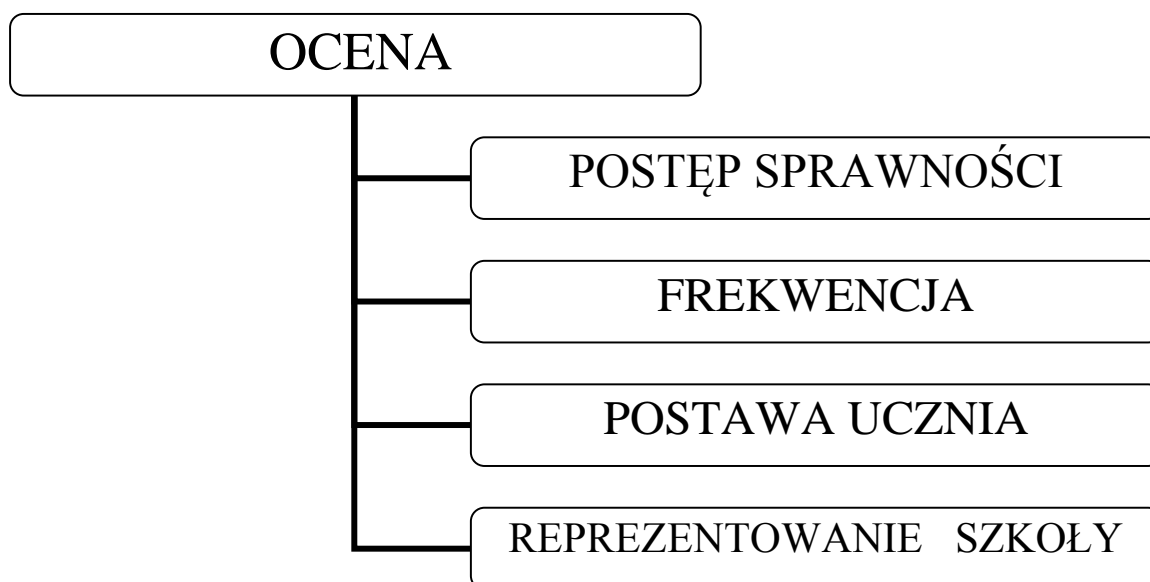 OCENA
POSTĘP SPRAWNOŚCI
FREKWENCJA
POSTAWA UCZNIA
REPREZENTOWANIE SZKOŁY